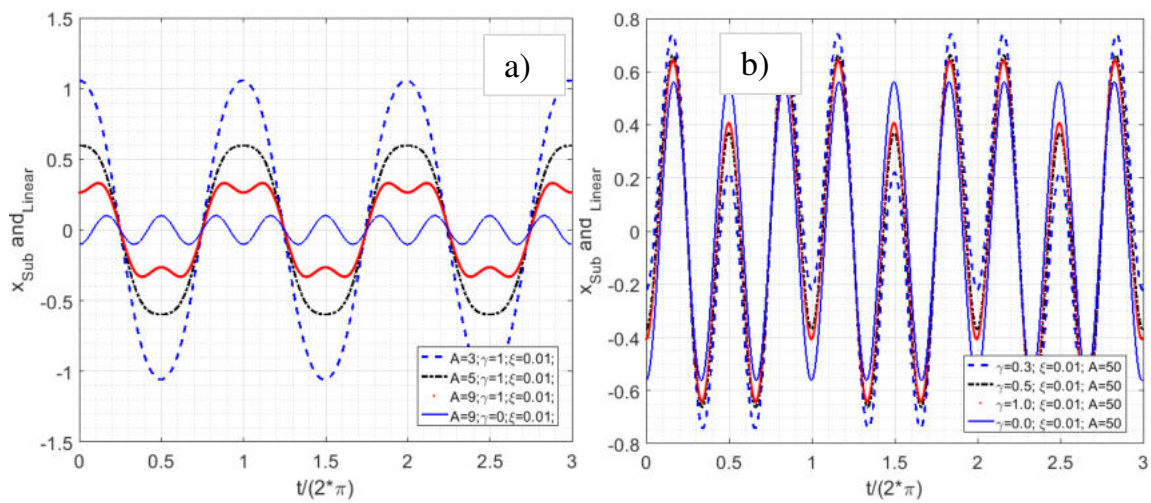 a)
1.5
1
0.5
0
-0.5
-1
-1.5
x_Sub and_Linear
0 0.5 1 1.5 2 2.5 3
t/(2*π)
A=3;γ=1;ξ=0.01;
A=5;γ=1;ξ=0.01;
A=9;γ=1;ξ=0.01;
A=9;γ=0;ξ=0.01;
b)
0.8
0.6
0.4
0.2
0
-0.2
-0.4
-0.6
-0.8
x_Sub and _Linear
0 0.5 1 1.5 2 2.5 3
t/(2*π)
γ=0.3; ξ=0.01; A=50
γ=0.5; ξ=0.01; A=50
γ=1.0; ξ=0.01; A=50
γ=0.0; ξ=0.01; A=50